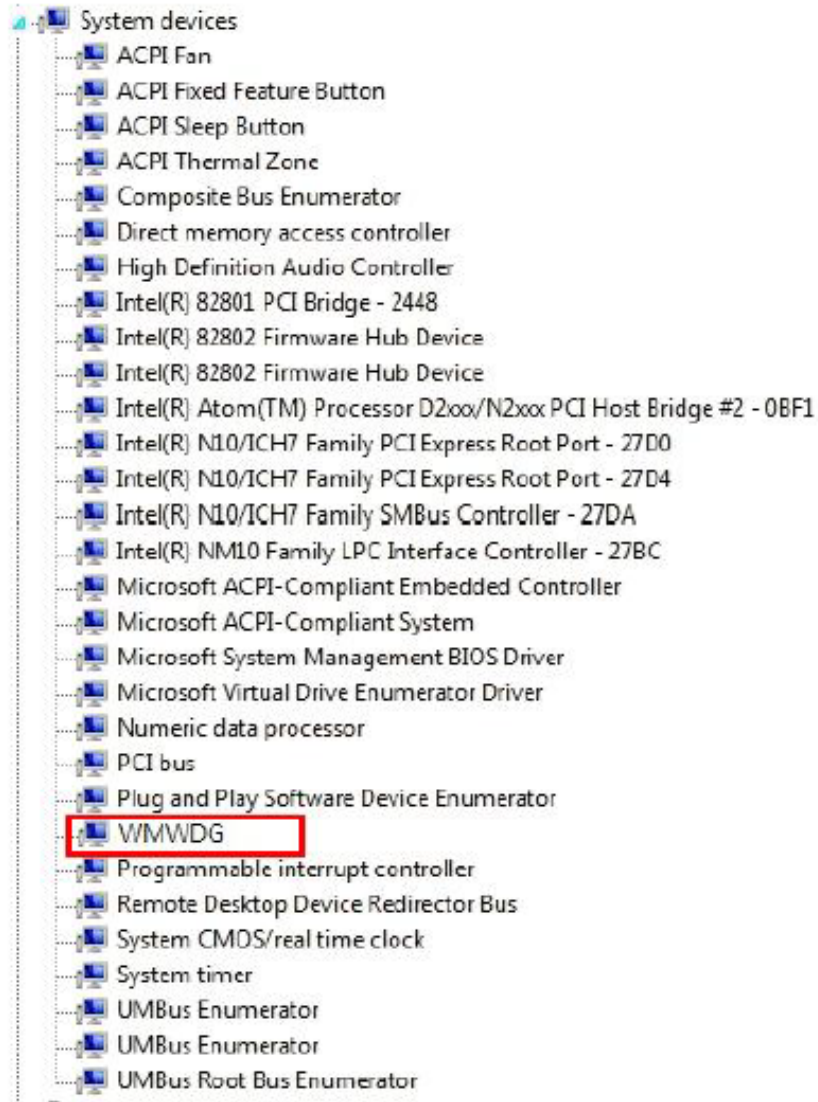 System devices
ACPI Fan
ACPI Fixed Feature Button
ACPI Sleep Button
ACPI Thermal Zone
Composite Bus Enumerator
Direct memory access controller
High Definition Audio Controller
Intel(R) 82801 PCI Bridge - 2448
Intel(R) 82802 Firmware Hub Device
Intel(R) 82802 Firmware Hub Device
Intel(R) Atom(TM) Processor D2xxx/N2xxx PCI Host Bridge #2 - 0BF1
Intel(R) N10/ICH7 Family PCI Express Root Port - 27D0
Intel(R) N10/ICH7 Family PCI Express Root Port - 27D4
Intel(R) N10/ICH7 Family SMBus Controller - 27DA
Intel(R) NM10 Family LPC Interface Controller - 27BC
Microsoft ACPI-Compliant Embedded Controller
Microsoft ACPI-Compliant System
Microsoft System Management BIOS Driver
Microsoft Virtual Drive Enumerator Driver
Numeric data processor
PCI bus
Plug and Play Software Device Enumerator
WMWDG
Programmable interrupt controller
Remote Desktop Device Redirector Bus
System CMOS/real time clock
System timer
UMBus Enumerator
UMBus Enumerator
UMBus Root Bus Enumerator